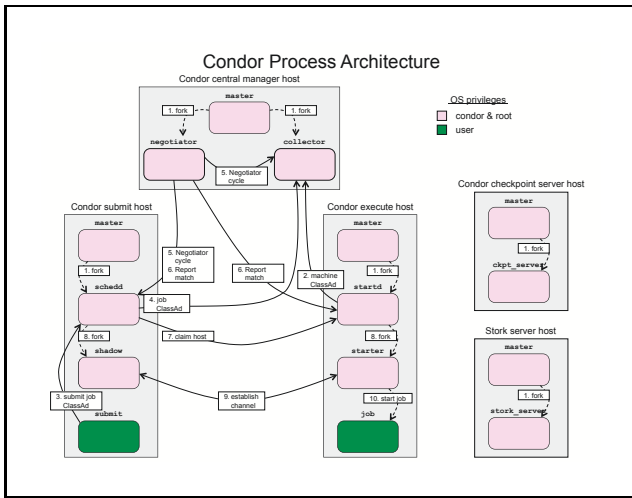 Condor Process Architecture
Condor central manager host
master
1. fork
1. fork
negotiator
collector
5. Negotiator
cycle
OS privileges
condor & root
user
Condor submit host
master
1. fork
schedd
8. fork
shadow
3. submit job
ClassAd
submit
5. Negotiator
cycle
6. Report
match
4. job
ClassAd
6. Report
match
2. machine
ClassAd
7. claim host
9. establish
channel
Condor execute host
master
1. fork
startd
8. fork
starter
10. start job
job
Condor checkpoint server host
master
1. fork
ckpt_server
Stork server host
master
1. fork
stork_server